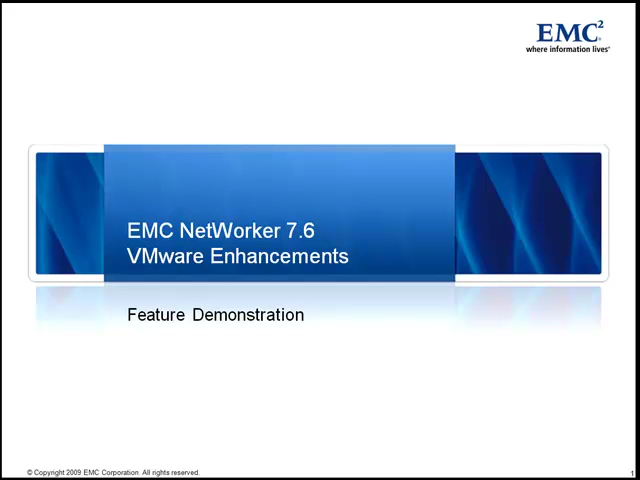 EMC²
where information lives®
EMC NetWorker 7.6
VMware Enhancements
Feature Demonstration
© Copyright 2009 EMC Corporation. All rights reserved.
1